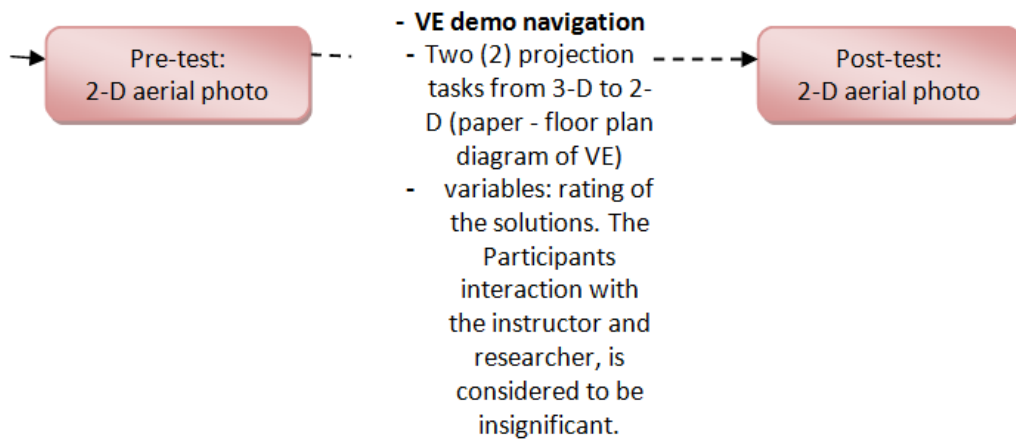 Pre-test:
2-D aerial photo
- VE demo navigation
- Two (2) projection
tasks from 3-D to 2-
D (paper - floor plan
diagram of VE)
- variables: rating of
the solutions. The
Participants
interaction with
the instructor and
researcher, is
considered to be
insignificant.
Post-test:
2-D aerial photo